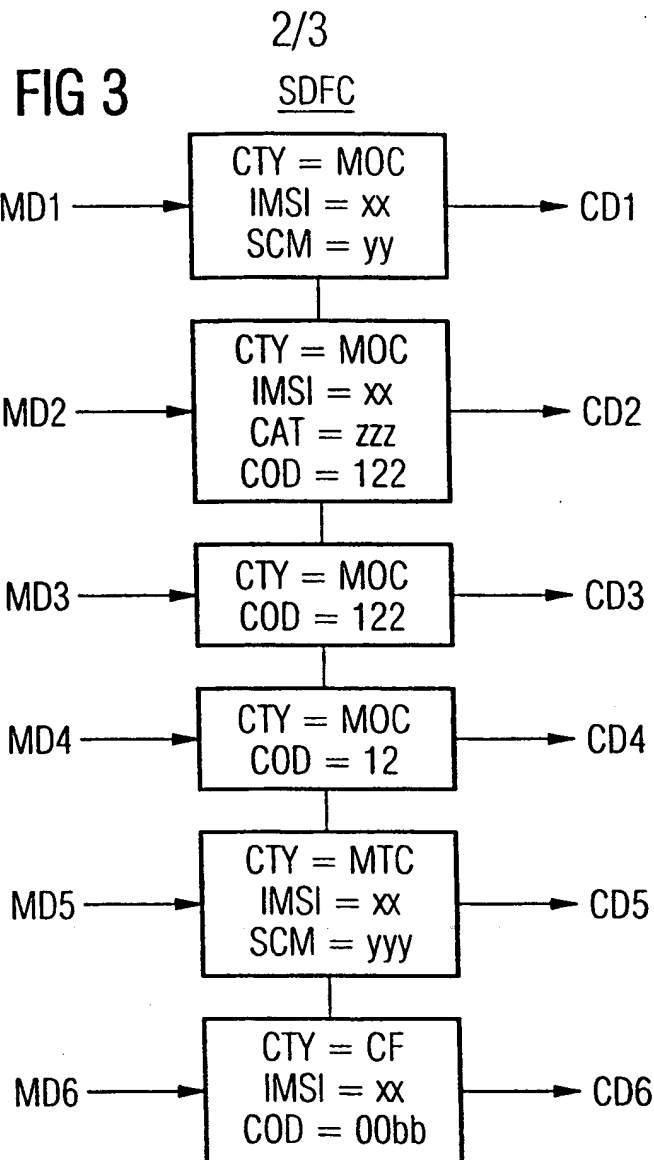 2/3
FIG 3
SDFC
CTY = MOC
IMSI = xx
SCM = yy
MD1
CD1
CTY = MOC
IMSI = xx
CAT = zzz
COD = 122
MD2
CD2
CTY = MOC
COD = 122
MD3
CD3
CTY = MOC
COD = 12
MD4
CD4
CTY = MTC
IMSI = xx
SCM = yyy
MD5
CD5
CTY = CF
IMSI = xx
COD = 00bb
MD6
CD6